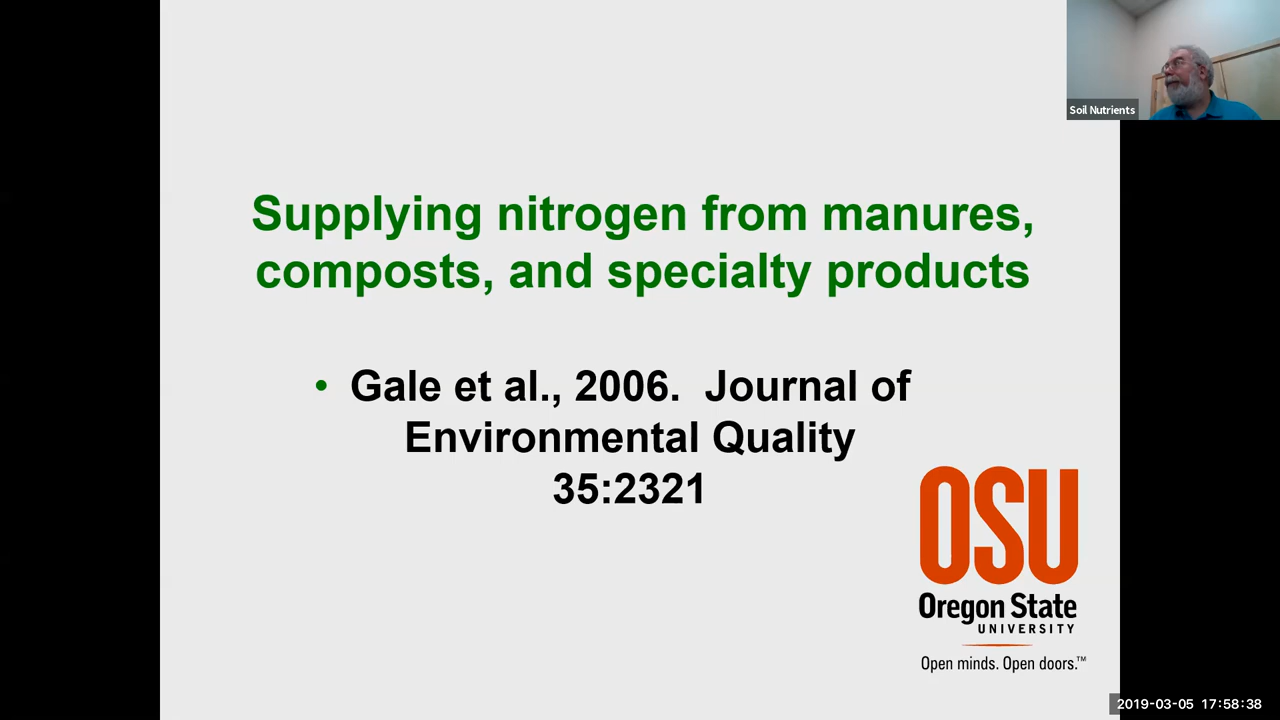 Soil Nutrients
Supplying nitrogen from manures,
composts, and specialty products
• Gale et al., 2006.  Journal of
Environmental Quality
35:2321
OSU
Oregon State
UNIVERSITY
Open minds. Open doors.™
2019-03-05 17:58:38